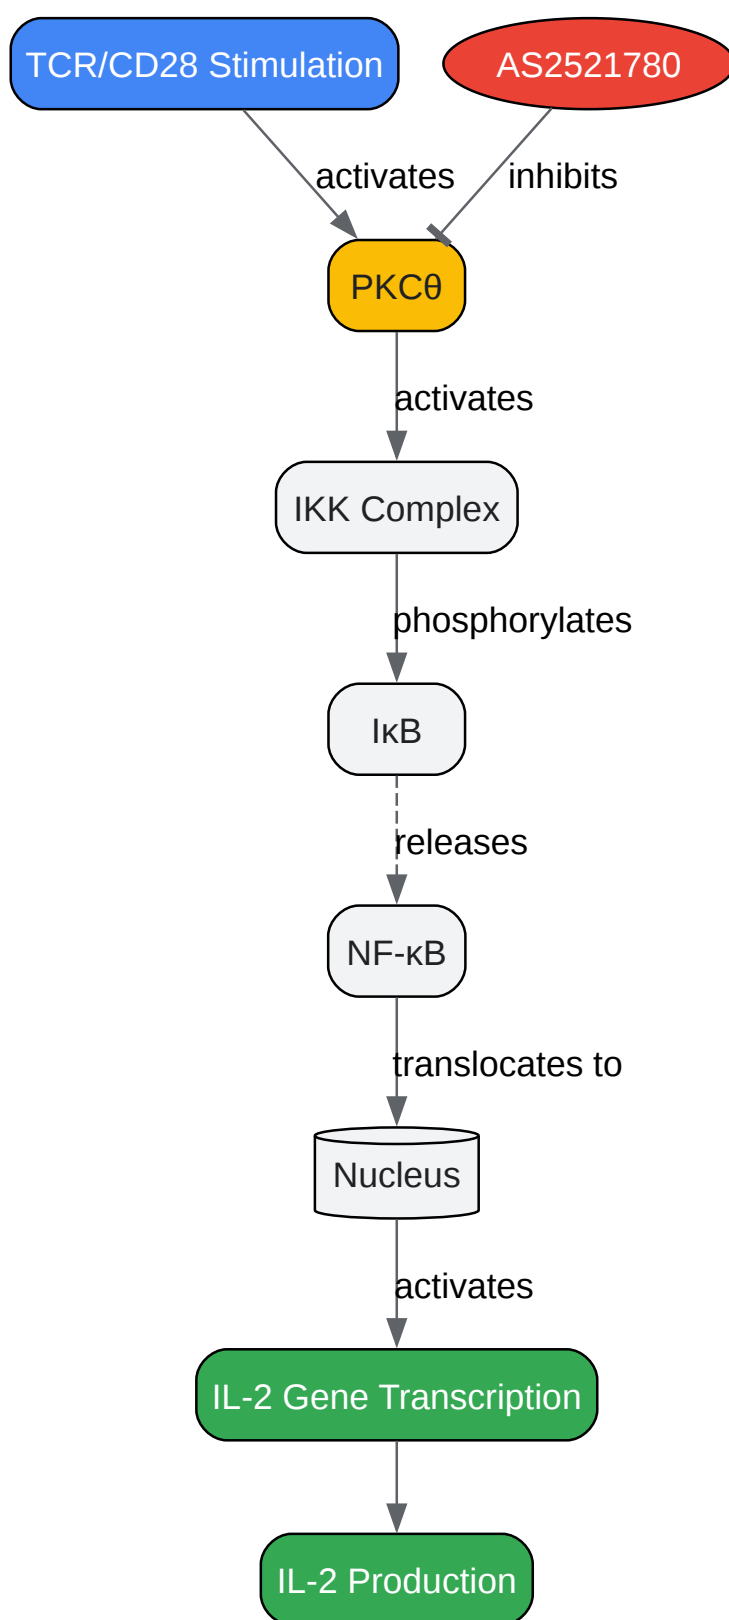 TCR/CD28 Stimulation
AS2521780
activates
inhibits
PKCθ
activates
IKK Complex
phosphorylates
IκB
releases
NF-κB
translocates to
Nucleus
activates
IL-2 Gene Transcription
IL-2 Production